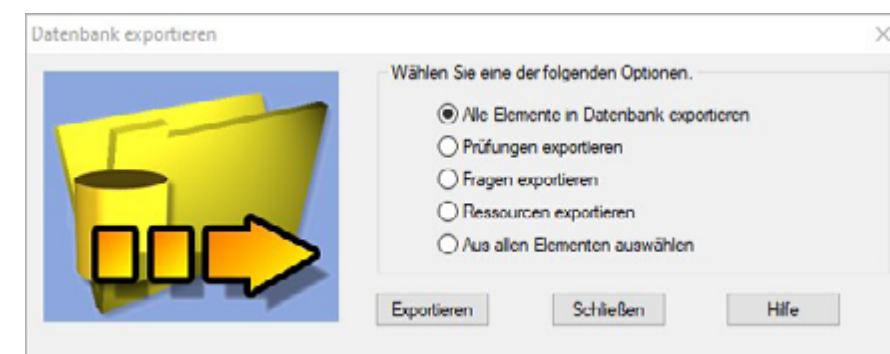 Datenbank exportieren
Wählen Sie eine der folgenden Optionen.
Alle Elemente in Datenbank exportieren
Prüfungen exportieren
Fragen exportieren
Ressourcen exportieren
Aus allen Elementen auswählen
Exportieren Schließen Hilfe